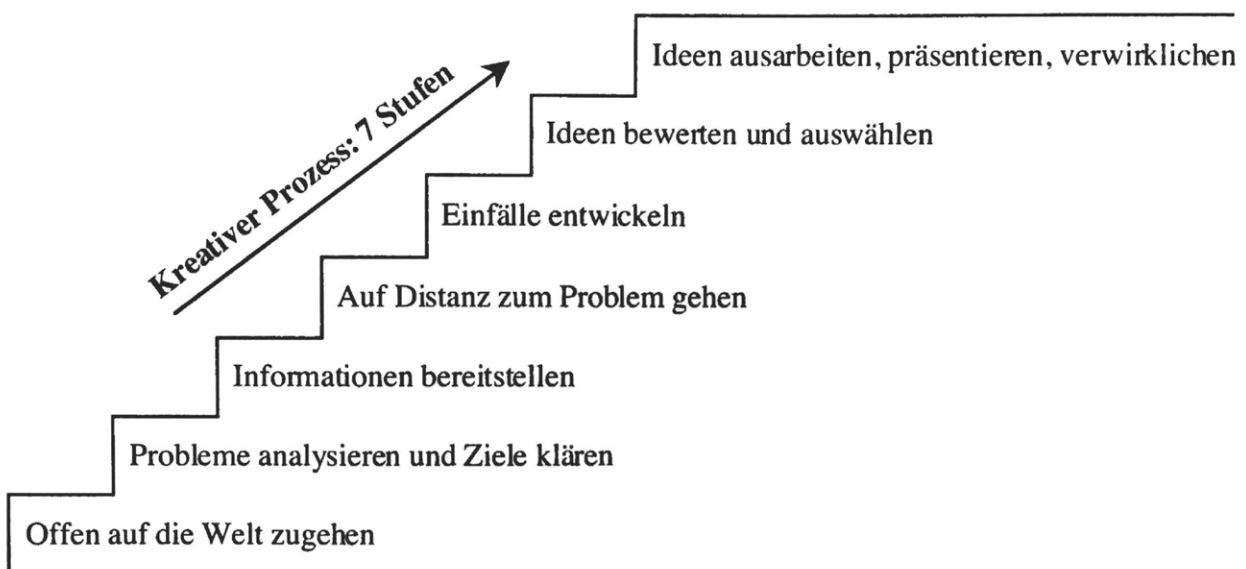 Ideen ausarbeiten, präsentieren, verwirklichen
Kreativer Prozess: 7 Stufen
Ideen bewerten und auswählen
Einfälle entwickeln
Auf Distanz zum Problem gehen
Informationen bereitstellen
Probleme analysieren und Ziele klären
Offen auf die Welt zugehen